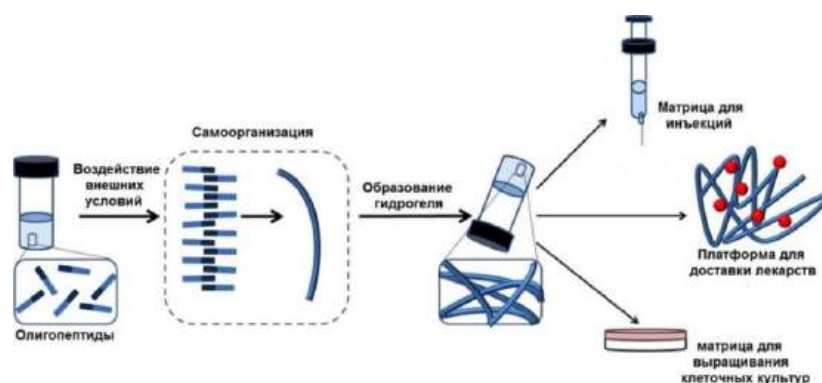 Самоорганизация
Воздействие
внешних
условий
Олигопептиды
Образование
гидрогеля
Матрица для
инъекций
Платформа для
доставки лекарств
матрица для
выращивания
клеточных культур